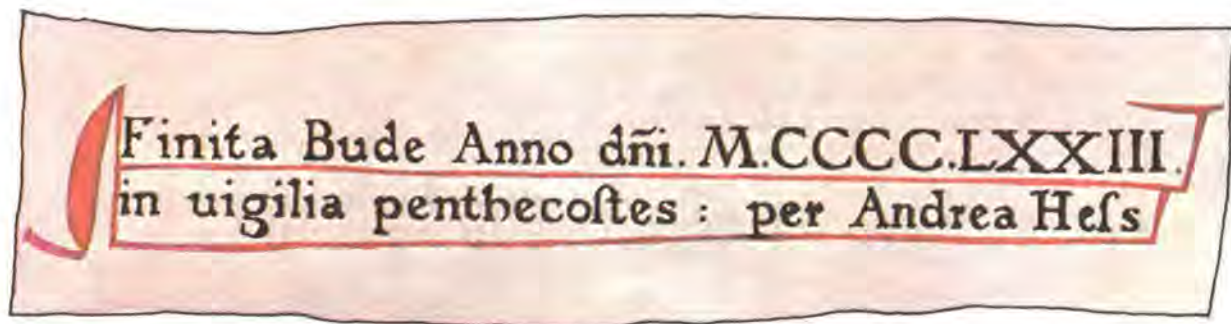 Finita Bude Anno dñi. M.CCCC.LXXIII.
in uigilia penthecoſtes : per Andrea Heſs